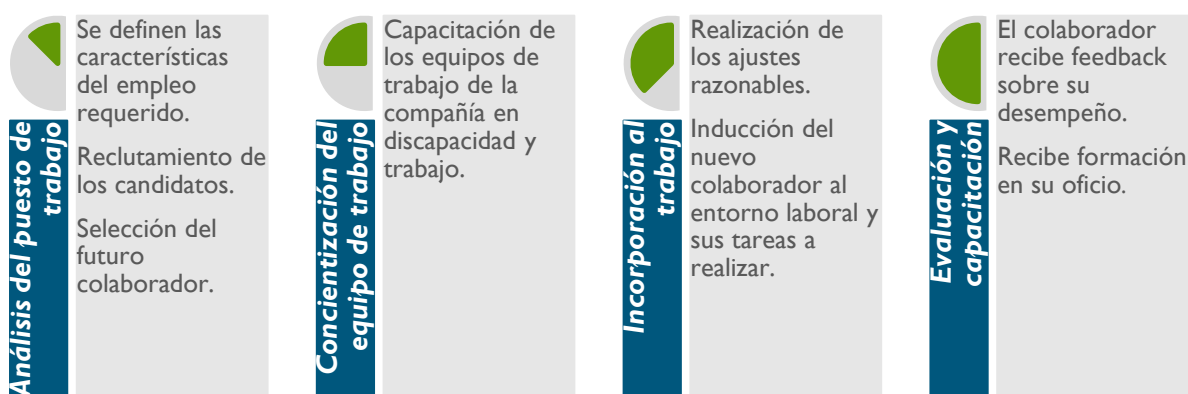 Análisis del puesto de
trabajo
Se definen las
características
del empleo
requerido.
Reclutamiento de
los candidatos.
Selección del
futuro
colaborador.
Concientización del
equipo de trabajo
Capacitación de
los equipos de
trabajo de la
compañía en
discapacidad y
trabajo.
Incorporación al
trabajo
Realización de
los ajustes
razonables.
Inducción del
nuevo
colaborador al
entorno laboral y
sus tareas a
realizar.
Evaluación y
capacitación
El colaborador
recibe feedback
sobre su
desempeño.
Recibe formación
en su oficio.